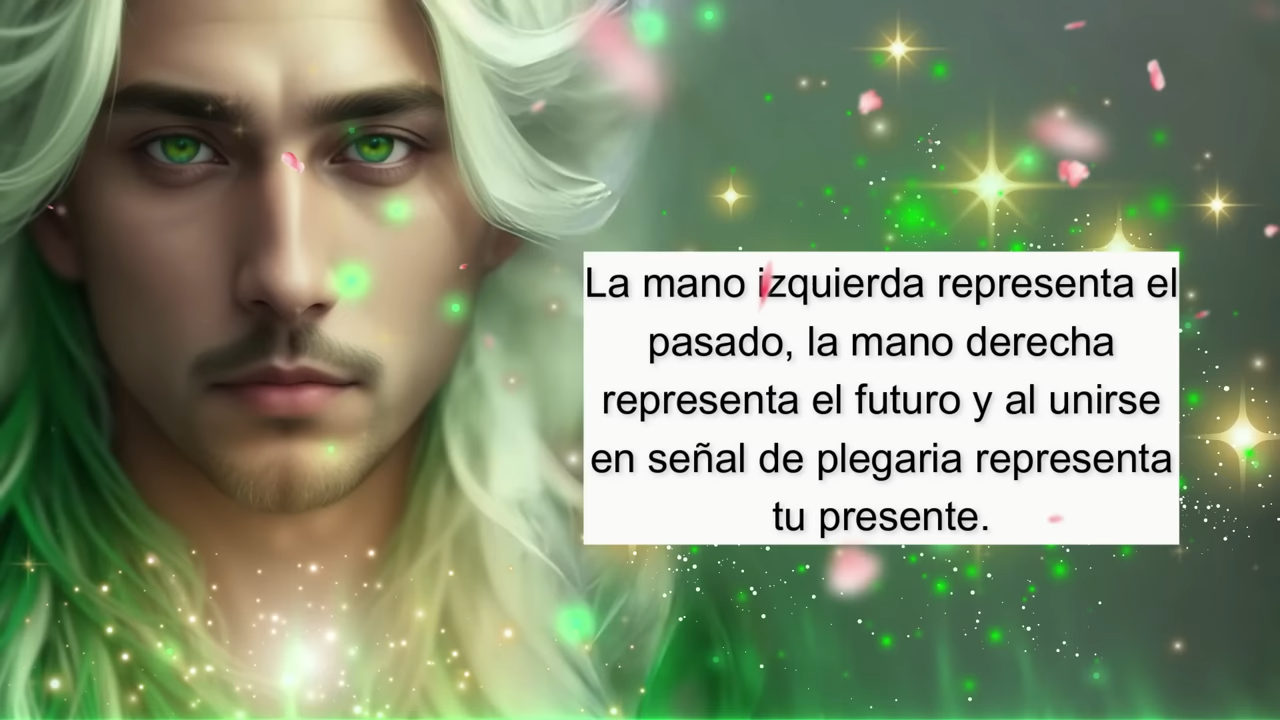 La mano izquierda representa el
pasado, la mano derecha
representa el futuro y al unirse
en señal de plegaria representa
tu presente.